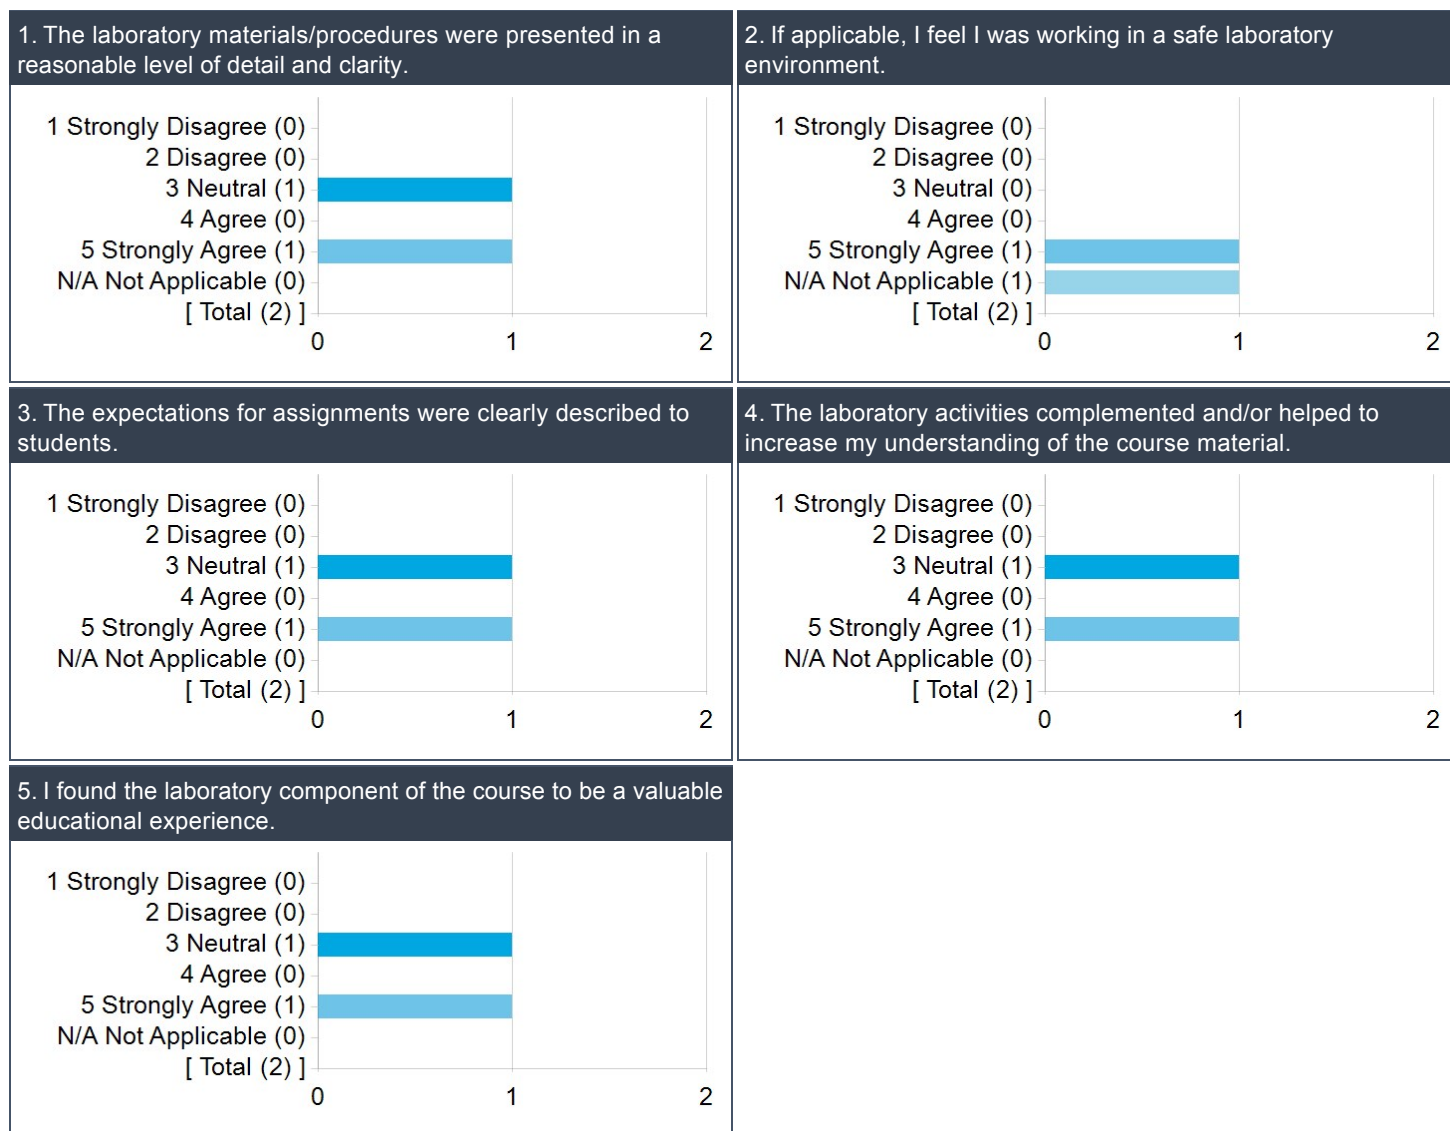 1. The laboratory materials/procedures were presented in a
reasonable level of detail and clarity.
1 Strongly Disagree (0)
2 Disagree (0)
3 Neutral (1)
4 Agree (0)
5 Strongly Agree (1)
N/A Not Applicable (0)
[ Total (2) ]
0 1 2
2. If applicable, I feel I was working in a safe laboratory
environment.
1 Strongly Disagree (0)
2 Disagree (0)
3 Neutral (0)
4 Agree (0)
5 Strongly Agree (1)
N/A Not Applicable (1)
[ Total (2) ]
0 1 2
3. The expectations for assignments were clearly described to
students.
1 Strongly Disagree (0)
2 Disagree (0)
3 Neutral (1)
4 Agree (0)
5 Strongly Agree (1)
N/A Not Applicable (0)
[ Total (2) ]
0 1 2
4. The laboratory activities complemented and/or helped to
increase my understanding of the course material.
1 Strongly Disagree (0)
2 Disagree (0)
3 Neutral (1)
4 Agree (0)
5 Strongly Agree (1)
N/A Not Applicable (0)
[ Total (2) ]
0 1 2
5. I found the laboratory component of the course to be a valuable
educational experience.
1 Strongly Disagree (0)
2 Disagree (0)
3 Neutral (1)
4 Agree (0)
5 Strongly Agree (1)
N/A Not Applicable (0)
[ Total (2) ]
0 1 2